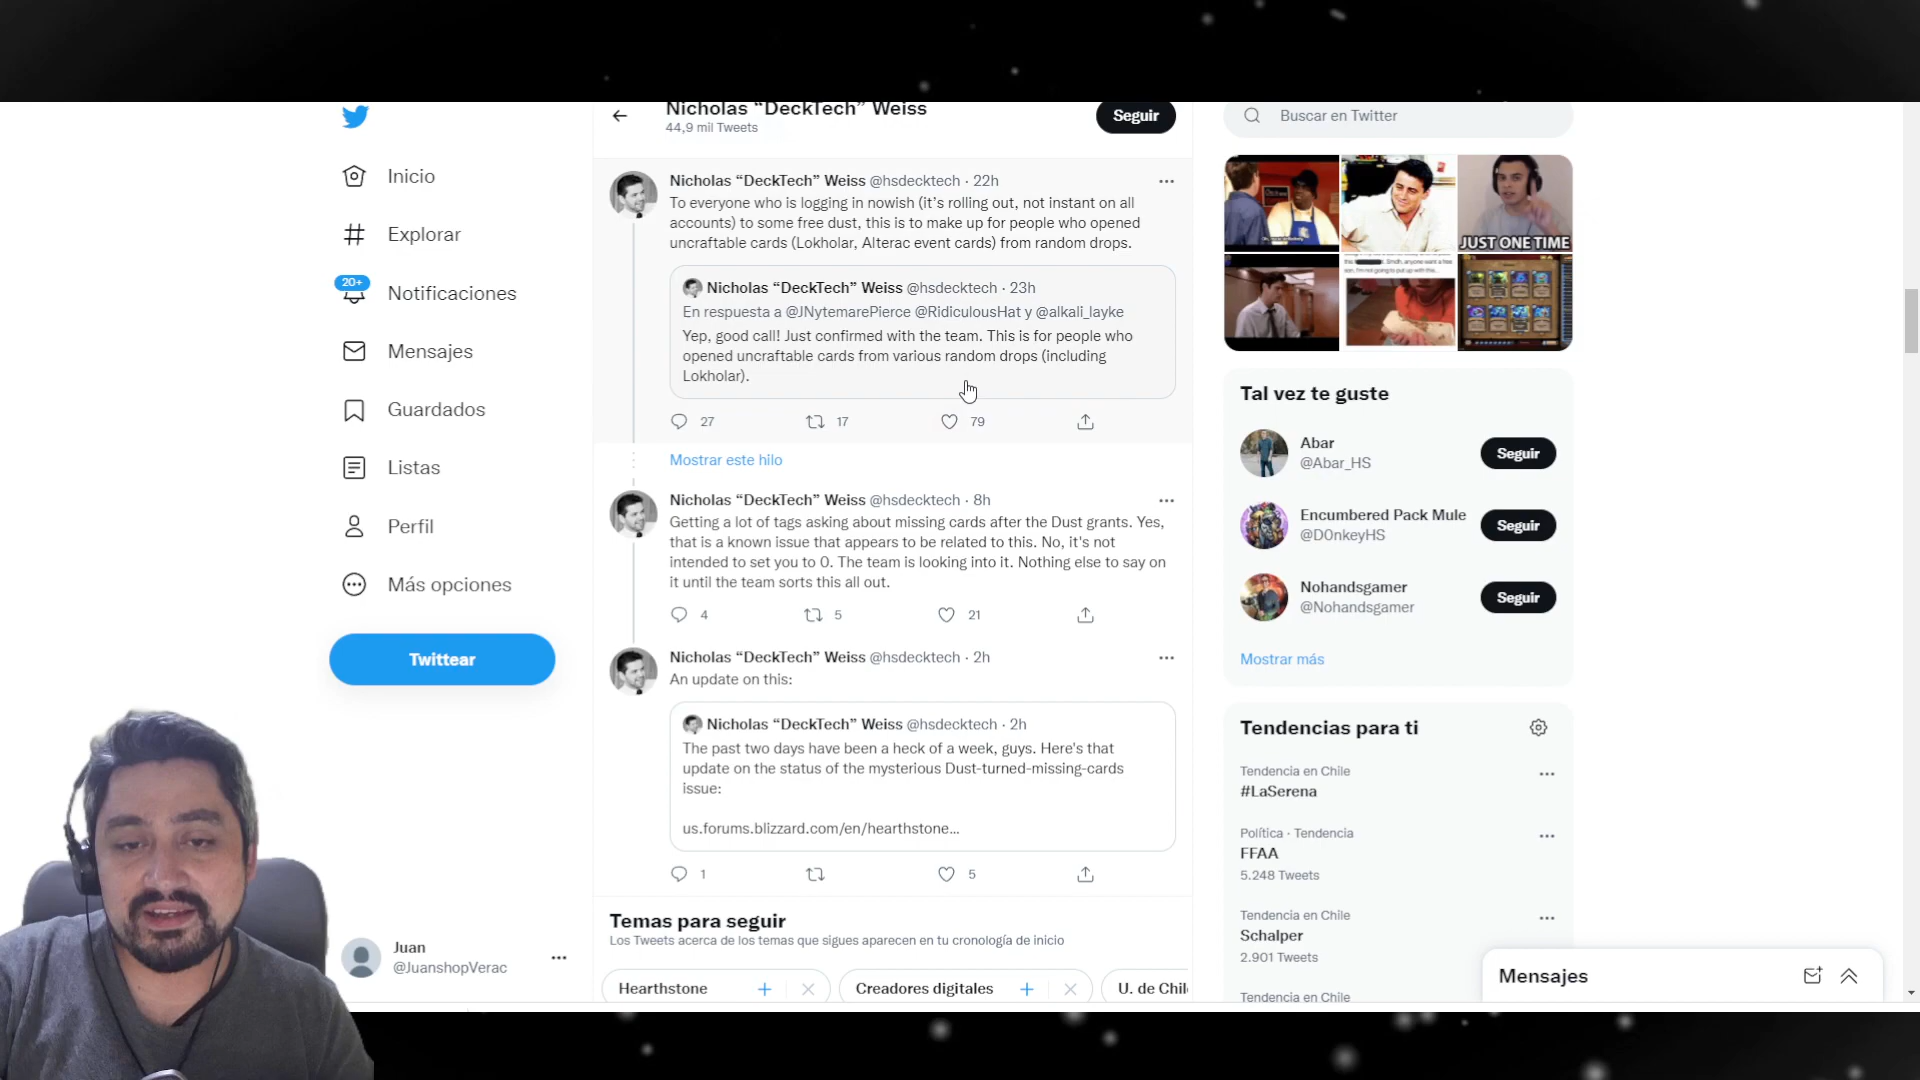 Nicholas “DeckTech” Weiss
44,9 mil Tweets
Seguir
Inicio
Explorar
20+
Notificaciones
Mensajes
Guardados
Listas
Perfil
Más opciones
Twittear
Juan
@JuanshopVerac
Nicholas “DeckTech” Weiss @hsdecktech · 22h
To everyone who is logging in nowish (it’s rolling out, not instant on all
accounts) to some free dust, this is to make up for people who opened
uncraftable cards (Lokholar, Alterac event cards) from random drops.
Nicholas “DeckTech” Weiss @hsdecktech · 23h
En respuesta a @JNytemarePierce @RidiculousHat y @alkali_layke
Yep, good call! Just confirmed with the team. This is for people who
opened uncraftable cards from various random drops (including
Lokholar).
27 17 79
Mostrar este hilo
Nicholas “DeckTech” Weiss @hsdecktech · 8h
Getting a lot of tags asking about missing cards after the Dust grants. Yes,
that is a known issue that appears to be related to this. No, it's not
intended to set you to 0. The team is looking into it. Nothing else to say on
it until the team sorts this all out.
4 5 21
Nicholas “DeckTech” Weiss @hsdecktech · 2h
An update on this:
Nicholas “DeckTech” Weiss @hsdecktech · 2h
The past two days have been a heck of a week, guys. Here's that
update on the status of the mysterious Dust-turned-missing-cards
issue:
us.forums.blizzard.com/en/hearthstone...
1 5
Temas para seguir
Los Tweets acerca de los temas que sigues aparecen en tu cronología de inicio
Hearthstone
Creadores digitales
U. de Chil
Buscar en Twitter
JUST ONE TIME
Tal vez te guste
Abar
@Abar_HS
Seguir
Encumbered Pack Mule
@D0nkeyHS
Seguir
Nohandsgamer
@Nohandsgamer
Seguir
Mostrar más
Tendencias para ti
Tendencia en Chile
#LaSerena
Política · Tendencia
FFAA
5.248 Tweets
Tendencia en Chile
Schalper
2.901 Tweets
Tendencia en Chile
Mensajes